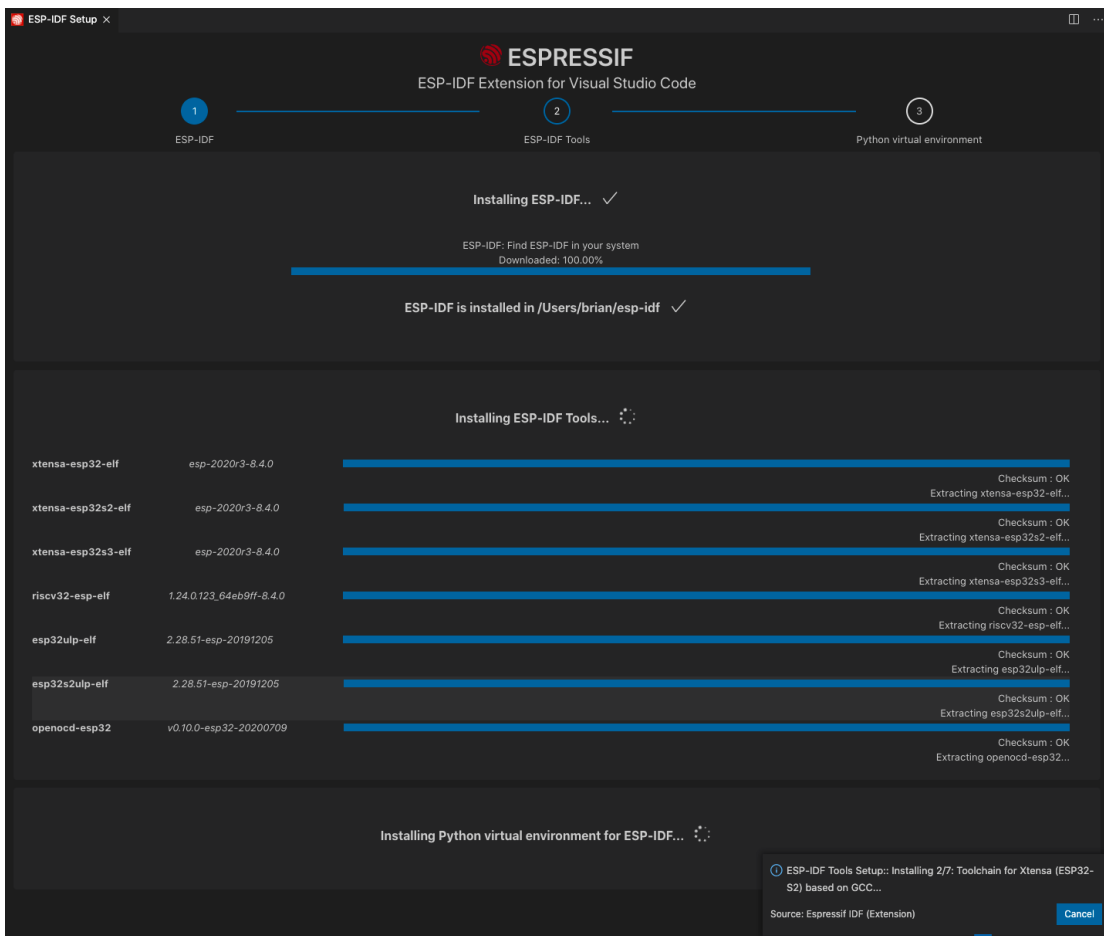 ESP-IDF Setup
ESPRESSIF
ESP-IDF Extension for Visual Studio Code
1
2
3
ESP-IDF
ESP-IDF Tools
Python virtual environment
Installing ESP-IDF...
ESP-IDF: Find ESP-IDF in your system
Downloaded: 100.00%
ESP-IDF is installed in /Users/brian/esp-idf
Installing ESP-IDF Tools...
xtensa-esp32-elf esp-2020r3-8.4.0
Checksum : OK
Extracting xtensa-esp32-elf...
xtensa-esp32s2-elf esp-2020r3-8.4.0
Checksum : OK
Extracting xtensa-esp32s2-elf...
xtensa-esp32s3-elf esp-2020r3-8.4.0
Checksum : OK
Extracting xtensa-esp32s3-elf...
riscv32-esp-elf 1.24.0.123_64eb9ff-8.4.0
Checksum : OK
Extracting riscv32-esp-elf...
esp32ulp-elf 2.28.51-esp-20191205
Checksum : OK
Extracting esp32ulp-elf...
esp32s2ulp-elf 2.28.51-esp-20191205
Checksum : OK
Extracting esp32s2ulp-elf...
openocd-esp32 v0.10.0-esp32-20200709
Checksum : OK
Extracting openocd-esp32...
Installing Python virtual environment for ESP-IDF...
ESP-IDF Tools Setup:: Installing 2/7: Toolchain for Xtensa (ESP32-
S2) based on GCC...
Source: Espressif IDF (Extension)
Cancel